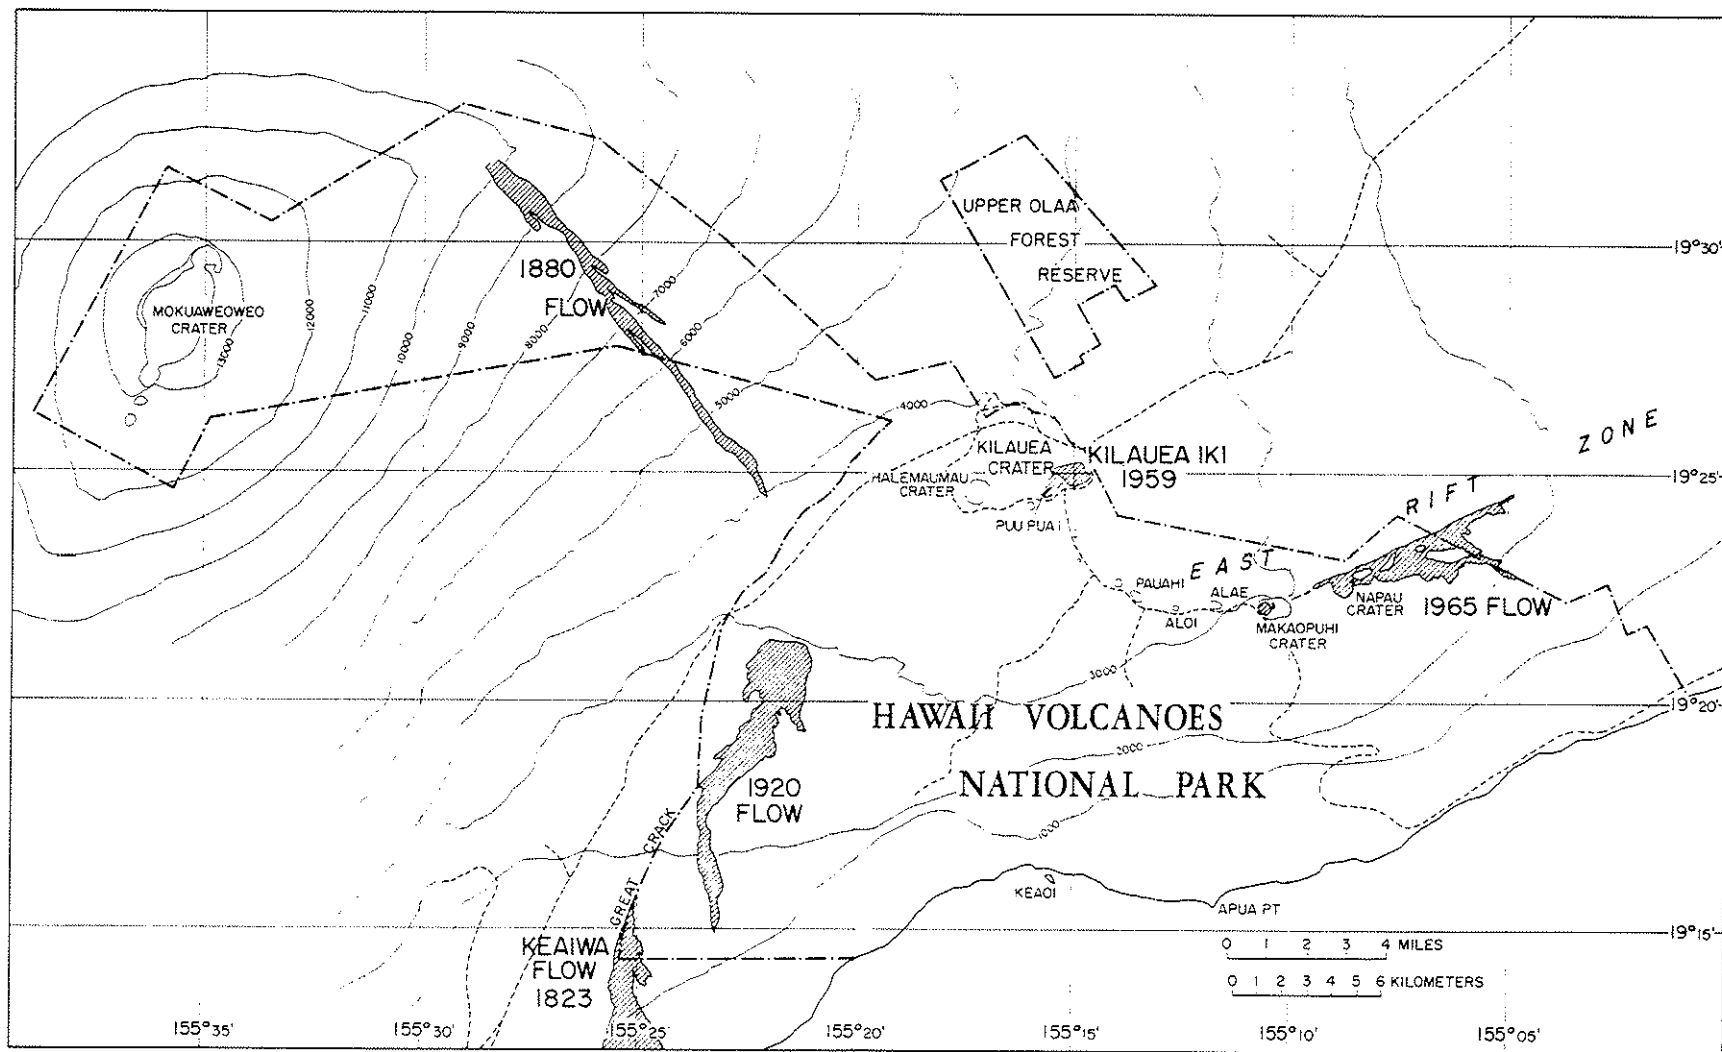 UPPER OLAA
FOREST
RESERVE
19°30'
1880
FLOW
7000
MOKUAWEOWEO
CRATER
13000
12000
11000
10000
9000
8000
6000
5000
4000
ZONE
KILAUEA
CRATER
KILAUEA IKI
1959
HALEMAUMAU
CRATER
19°25'
PUU PUAI
RIFT
EAST
PAUAHI
ALAE
ALOI
NAPAU
CRATER
1965 FLOW
MAKAOPUHI
CRATER
3000
HAWAII VOLCANOES
19°20'
2000
NATIONAL PARK
1920
FLOW
1000
GREAT CRACK
KEAOI
APUA PT
KEAIWA
FLOW
1823
19°15'
0 1 2 3 4 MILES
0 1 2 3 4 5 6 KILOMETERS
155°35' 155°30' 155°25' 155°20' 155°15' 155°10' 155°05'